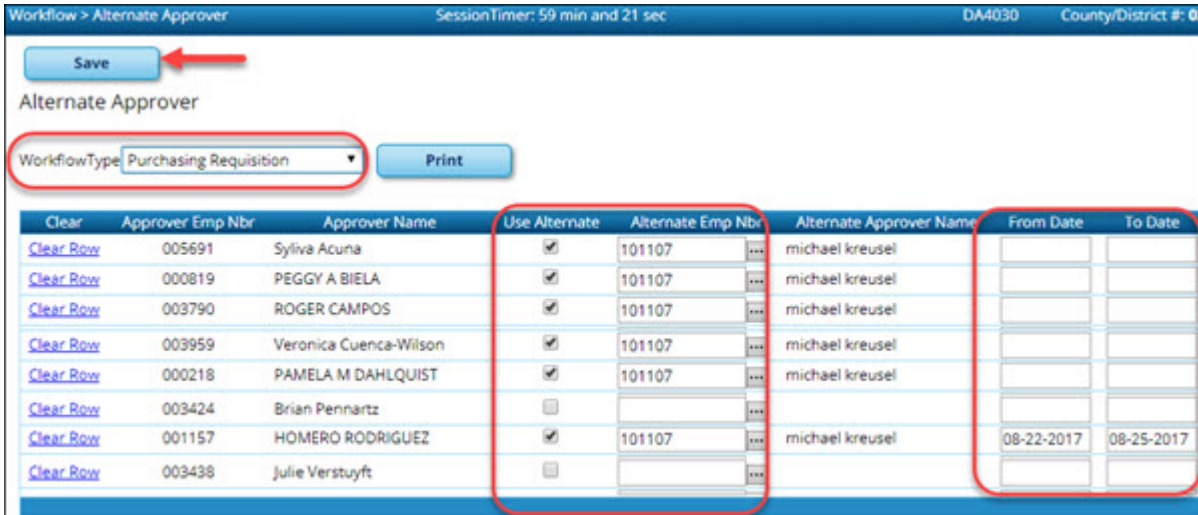 Workflow > Alternate Approver SessionTimer: 59 min and 21 sec DA4030 County/District #: 0
Save
Alternate Approver
WorkflowType Purchasing Requisition Print
Clear Approver Emp Nbr Approver Name Use Alternate Alternate Emp Nbr Alternate Approver Name From Date To Date
Clear Row 005691 Syliva Acuna 101107 ... michael kreusel
Clear Row 000819 PEGGY A BIELA 101107 ... michael kreusel
Clear Row 003790 ROGER CAMPOS 101107 ... michael kreusel
Clear Row 003959 Veronica Cuenca-Wilson 101107 ... michael kreusel
Clear Row 000218 PAMELA M DAHLQUIST 101107 ... michael kreusel
Clear Row 003424 Brian Pennartz ...
Clear Row 001157 HOMERO RODRIGUEZ 101107 ... michael kreusel 08-22-2017 08-25-2017
Clear Row 003438 Julie Verstuyft ...